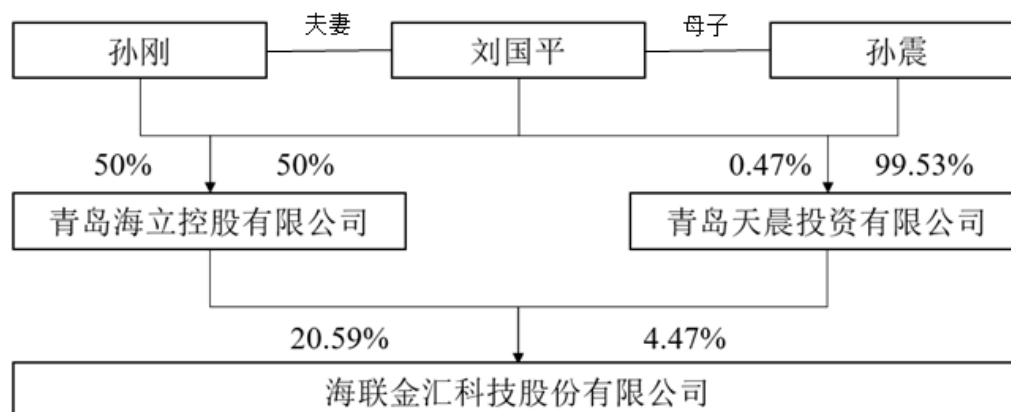 夫妻 母子
孙刚 刘国平 孙震
50% 50% 0.47% 99.53%
青岛海立控股有限公司 青岛天晨投资有限公司
20.59% 4.47%
海联金汇科技股份有限公司